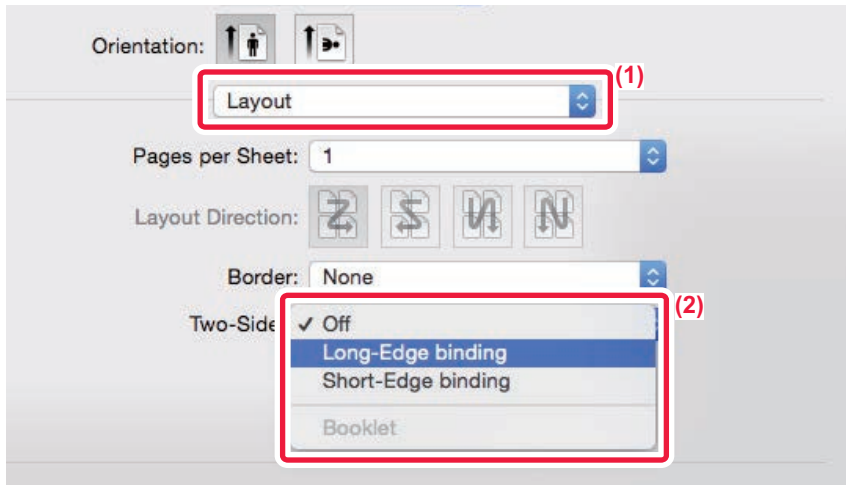 Orientation:
(1)
Layout
Pages per Sheet: 1
Layout Direction:
Border: None
(2)
Two-Side ✓ Off
Long-Edge binding
Short-Edge binding
Booklet